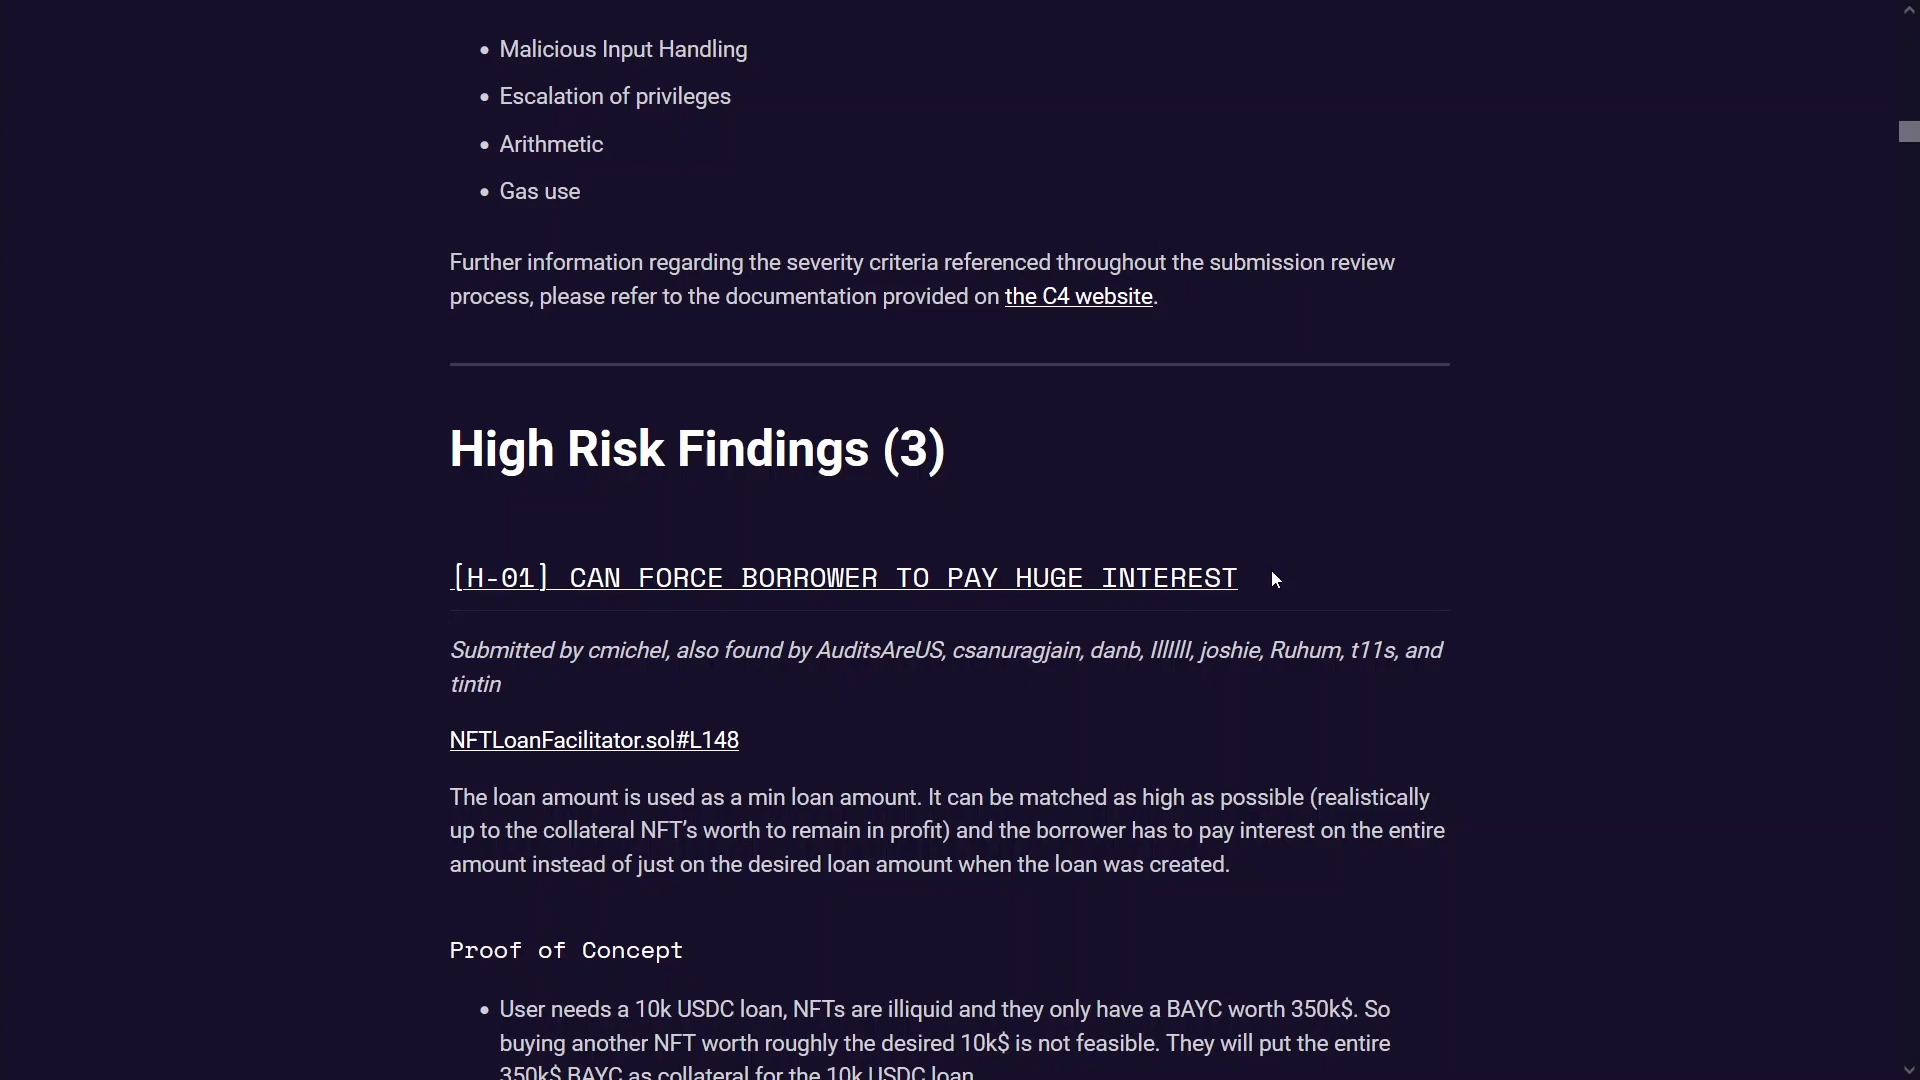 • Malicious Input Handling
• Escalation of privileges
• Arithmetic
• Gas use
Further information regarding the severity criteria referenced throughout the submission review
process, please refer to the documentation provided on the C4 website.
High Risk Findings (3)
[H-01] CAN FORCE BORROWER TO PAY HUGE INTEREST
Submitted by cmichel, also found by AuditsAreUS, csanuragjain, danb, IllIllI, joshie, Ruhum, t11s, and
tintin
NFTLoanFacilitator.sol#L148
The loan amount is used as a min loan amount. It can be matched as high as possible (realistically
up to the collateral NFT’s worth to remain in profit) and the borrower has to pay interest on the entire
amount instead of just on the desired loan amount when the loan was created.
Proof of Concept
• User needs a 10k USDC loan, NFTs are illiquid and they only have a BAYC worth 350k$. So
buying another NFT worth roughly the desired 10k$ is not feasible. They will put the entire
350k$ BAYC as collateral for the 10k USDC loan.